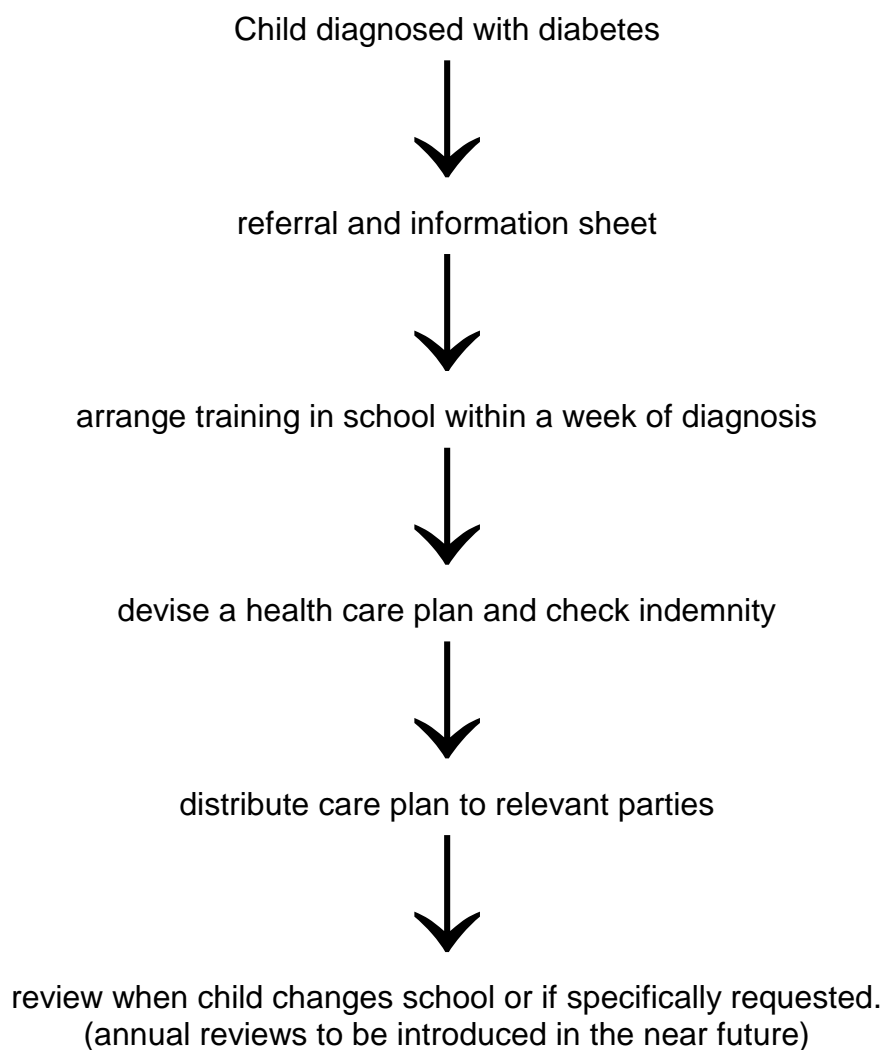 Child diagnosed with diabetes
referral and information sheet
arrange training in school within a week of diagnosis
devise a health care plan and check indemnity
distribute care plan to relevant parties
review when child changes school or if specifically requested.
(annual reviews to be introduced in the near future)